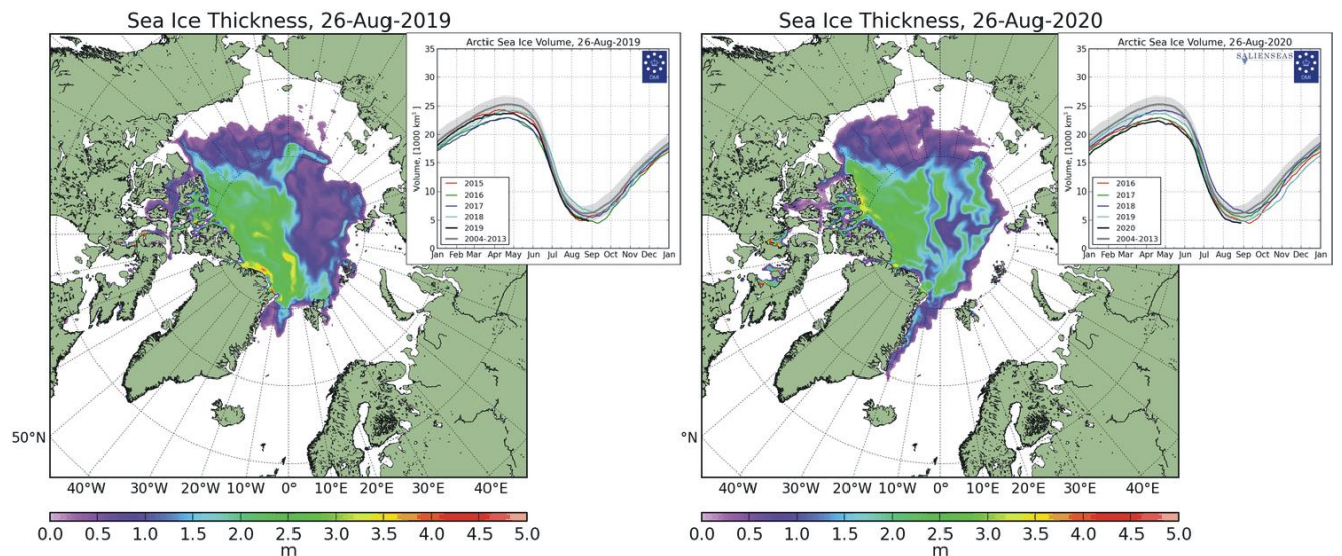 Sea Ice Thickness, 26-Aug-2019
Arctic Sea Ice Volume, 26-Aug-2019
DMI
Volume, [1000 km³]
35
30
25
20
15
10
5
0
2015
2016
2017
2018
2019
2004-2013
Jan Feb Mar Apr May Jun Jul Aug Sep Oct Nov Dec Jan
50°N
40°W 30°W 20°W 10°W 0° 10°E 20°E 30°E 40°E
0.0 0.5 1.0 1.5 2.0 2.5 3.0 3.5 4.0 4.5 5.0
m
Sea Ice Thickness, 26-Aug-2020
Arctic Sea Ice Volume, 26-Aug-2020
SALIENSEAS
DMI
Volume, [1000 km³]
35
30
25
20
15
10
5
0
2016
2017
2018
2019
2020
2004-2013
Jan Feb Mar Apr May Jun Jul Aug Sep Oct Nov Dec Jan
°N
40°W 30°W 20°W 10°W 0° 10°E 20°E 30°E 40°E
0.0 0.5 1.0 1.5 2.0 2.5 3.0 3.5 4.0 4.5 5.0
m